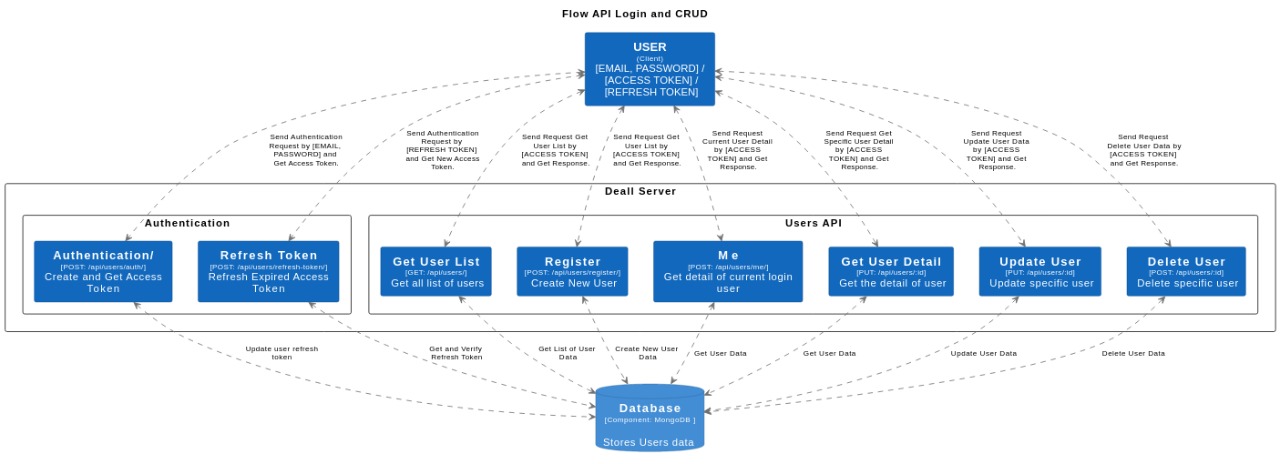 Flow API Login and CRUD
USER
(Client)
[EMAIL, PASSWORD] /
[ACCESS TOKEN] /
[REFRESH TOKEN]
Send Authentication
Request by [EMAIL,
PASSWORD] and
Get Access Token.
Send Authentication
Request by
[REFRESH TOKEN]
and Get New Access
Token.
Send Request Get
User List by
[ACCESS TOKEN]
and Get Response.
Send Request Get
User List by
[ACCESS TOKEN]
and Get Response.
Send Request
Current User Detail
by [ACCESS
TOKEN] and Get
Response.
Send Request Get
Specific User Detail
by [ACCESS
TOKEN] and Get
Response.
Send Request
Update User Data
by [ACCESS
TOKEN] and Get
Response.
Send Request
Delete User Data by
[ACCESS TOKEN]
and Get Response.
Deall Server
Authentication
Users API
Authentication/
[POST: /api/users/auth/]
Create and Get Access
Token
Refresh Token
[POST: /api/users/refresh-token/]
Refresh Expired Access
Token
Get User List
[GET: /api/users/]
Get all list of users
Register
[POST: /api/users/register/]
Create New User
Me
[POST: /api/users/me/]
Get detail of current login
user
Get User Detail
[PUT: /api/users/:id]
Get the detail of user
Update User
[PUT: /api/users/:id]
Update specific user
Delete User
[POST: /api/users/:id]
Delete specific user
Update user refresh
token
Get and Verify
Refresh Token
Get List of User
Data
Create New User
Data
Get User Data
Get User Data
Update User Data
Delete User Data
Database
[Component: MongoDB ]
Stores Users data